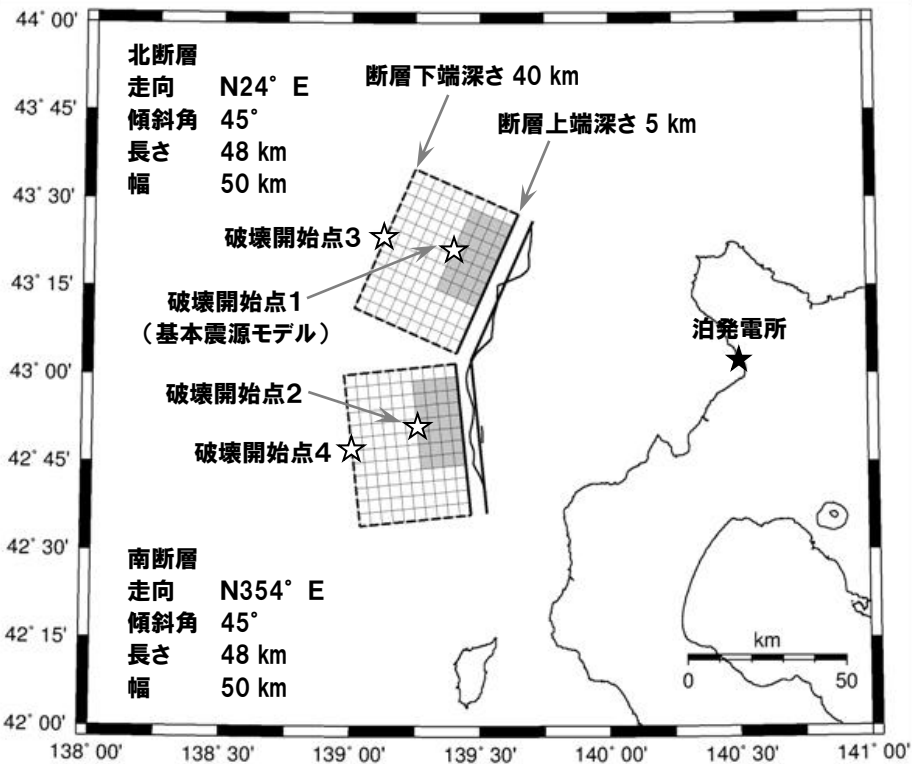 44° 00'
43° 45'
43° 30'
43° 15'
43° 00'
42° 45'
42° 30'
42° 15'
42° 00'
北断層
走向 N24° E
傾斜角 45°
長さ 48 km
幅 50 km
断層下端深さ 40 km
断層上端深さ 5 km
破壊開始点3
破壊開始点1
（基本震源モデル）
泊発電所
破壊開始点2
破壊開始点4
南断層
走向 N354° E
傾斜角 45°
長さ 48 km
幅 50 km
km
0 50
138° 00' 138° 30' 139° 00' 139° 30' 140° 00' 140° 30' 141° 00'